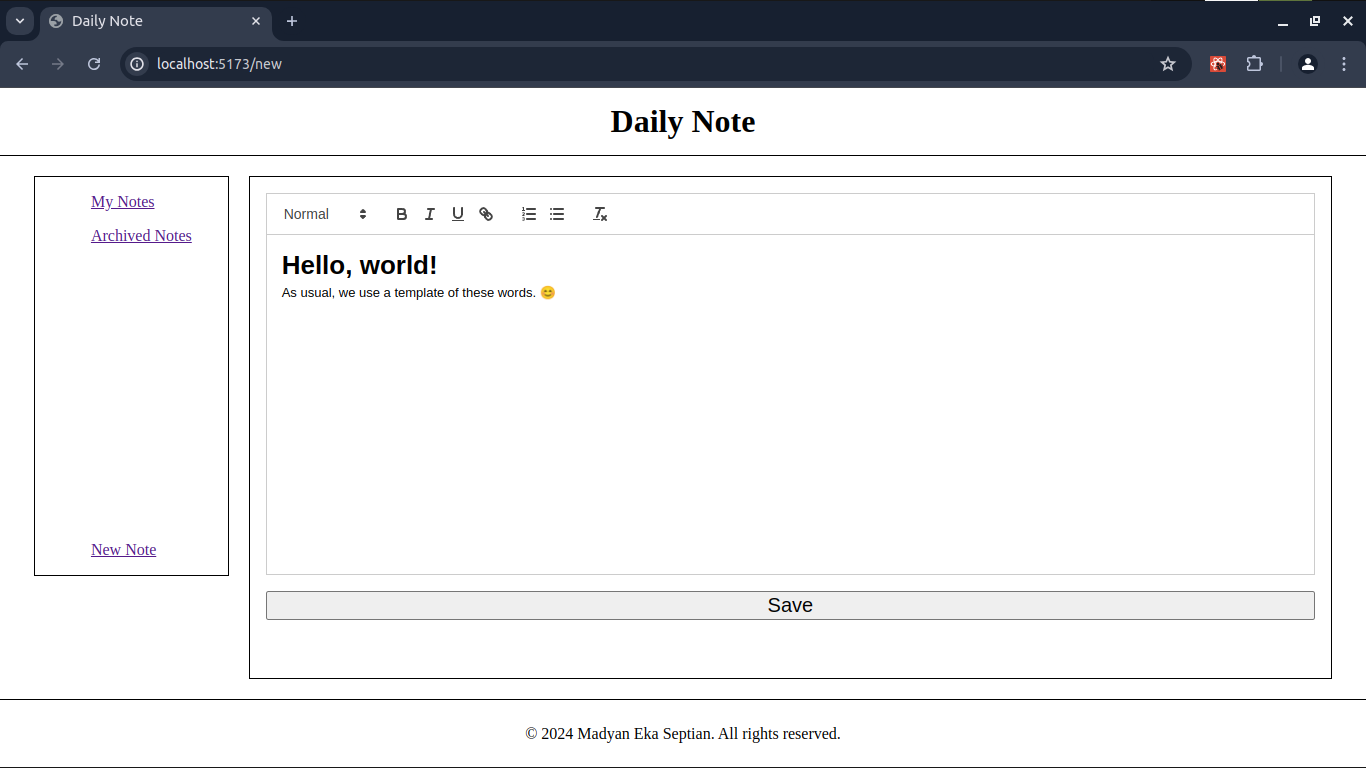 Daily Note
localhost:5173/new
Daily Note
My Notes
Archived Notes
New Note
Normal
Hello, world!
As usual, we use a template of these words. 😊
Save
© 2024 Madyan Eka Septian. All rights reserved.